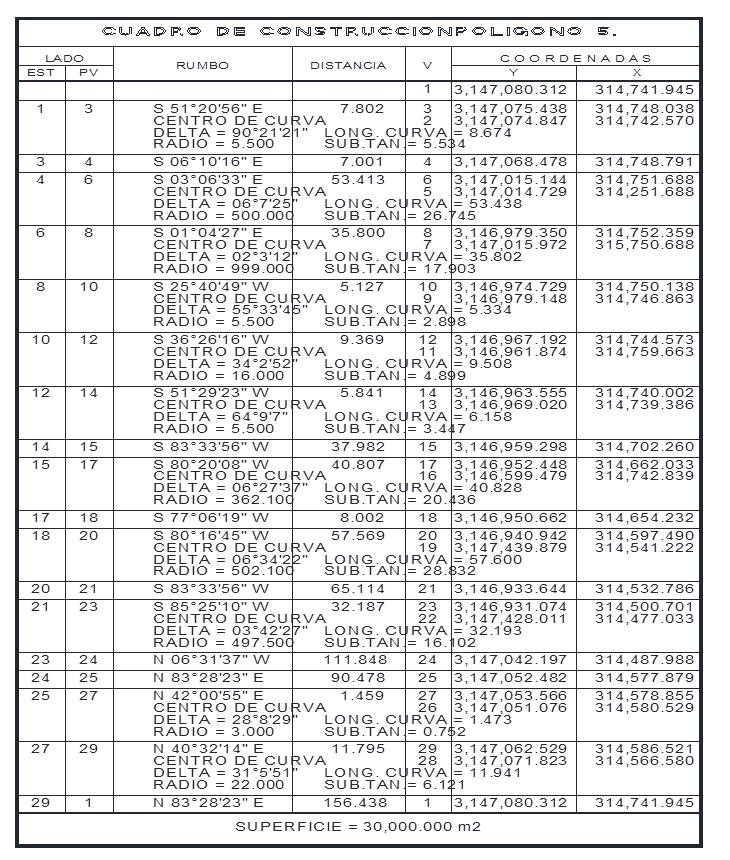 CUADRO DE CONSTRUCCIONPOLIGONO 5.
LADO RUMBO DISTANCIA V COORDENADAS
EST PV Y X
1 3,147,080.312 314,741.945
1 3 S 51°20'56" E 7.802 3 3,147,075.438 314,748.038
CENTRO DE CURVA 2 3,147,074.847 314,742.570
DELTA = 90°21'21" LONG. CURVA = 8.674
RADIO = 5.500 SUB.TAN.= 5.534
3 4 S 06°10'16" E 7.001 4 3,147,068.478 314,748.791
4 6 S 03°06'33" E 53.413 6 3,147,015.144 314,751.688
CENTRO DE CURVA 5 3,147,014.729 314,251.688
DELTA = 06°7'25" LONG. CURVA = 53.438
RADIO = 500.000 SUB.TAN.= 26.745
6 8 S 01°04'27" E 35.800 8 3,146,979.350 314,752.359
CENTRO DE CURVA 7 3,147,015.972 315,750.688
DELTA = 02°3'12" LONG. CURVA = 35.802
RADIO = 999.000 SUB.TAN.= 17.903
8 10 S 25°40'49" W 5.127 10 3,146,974.729 314,750.138
CENTRO DE CURVA 9 3,146,979.148 314,746.863
DELTA = 55°33'45" LONG. CURVA = 5.334
RADIO = 5.500 SUB.TAN.= 2.898
10 12 S 36°26'16" W 9.369 12 3,146,967.192 314,744.573
CENTRO DE CURVA 11 3,146,961.874 314,759.663
DELTA = 34°2'52" LONG. CURVA = 9.508
RADIO = 16.000 SUB.TAN.= 4.899
12 14 S 51°29'23" W 5.841 14 3,146,963.555 314,740.002
CENTRO DE CURVA 13 3,146,969.020 314,739.386
DELTA = 64°9'7" LONG. CURVA = 6.158
RADIO = 5.500 SUB.TAN.= 3.447
14 15 S 83°33'56" W 37.982 15 3,146,959.298 314,702.260
15 17 S 80°20'08" W 40.807 17 3,146,952.448 314,662.033
CENTRO DE CURVA 16 3,146,599.479 314,742.839
DELTA = 06°27'37" LONG. CURVA = 40.828
RADIO = 362.100 SUB.TAN.= 20.436
17 18 S 77°06'19" W 8.002 18 3,146,950.662 314,654.232
18 20 S 80°16'45" W 57.569 20 3,146,940.942 314,597.490
CENTRO DE CURVA 19 3,147,439.879 314,541.222
DELTA = 06°34'22" LONG. CURVA = 57.600
RADIO = 502.100 SUB.TAN.= 28.832
20 21 S 83°33'56" W 65.114 21 3,146,933.644 314,532.786
21 23 S 85°25'10" W 32.187 23 3,146,931.074 314,500.701
CENTRO DE CURVA 22 3,147,428.011 314,477.033
DELTA = 03°42'27" LONG. CURVA = 32.193
RADIO = 497.500 SUB.TAN.= 16.102
23 24 N 06°31'37" W 111.848 24 3,147,042.197 314,487.988
24 25 N 83°28'23" E 90.478 25 3,147,052.482 314,577.879
25 27 N 42°00'55" E 1.459 27 3,147,053.566 314,578.855
CENTRO DE CURVA 26 3,147,051.076 314,580.529
DELTA = 28°8'29" LONG. CURVA = 1.473
RADIO = 3.000 SUB.TAN.= 0.752
27 29 N 40°32'14" E 11.795 29 3,147,062.529 314,586.521
CENTRO DE CURVA 28 3,147,071.823 314,566.580
DELTA = 31°5'51" LONG. CURVA = 11.941
RADIO = 22.000 SUB.TAN.= 6.121
29 1 N 83°28'23" E 156.438 1 3,147,080.312 314,741.945
SUPERFICIE = 30,000.000 m2